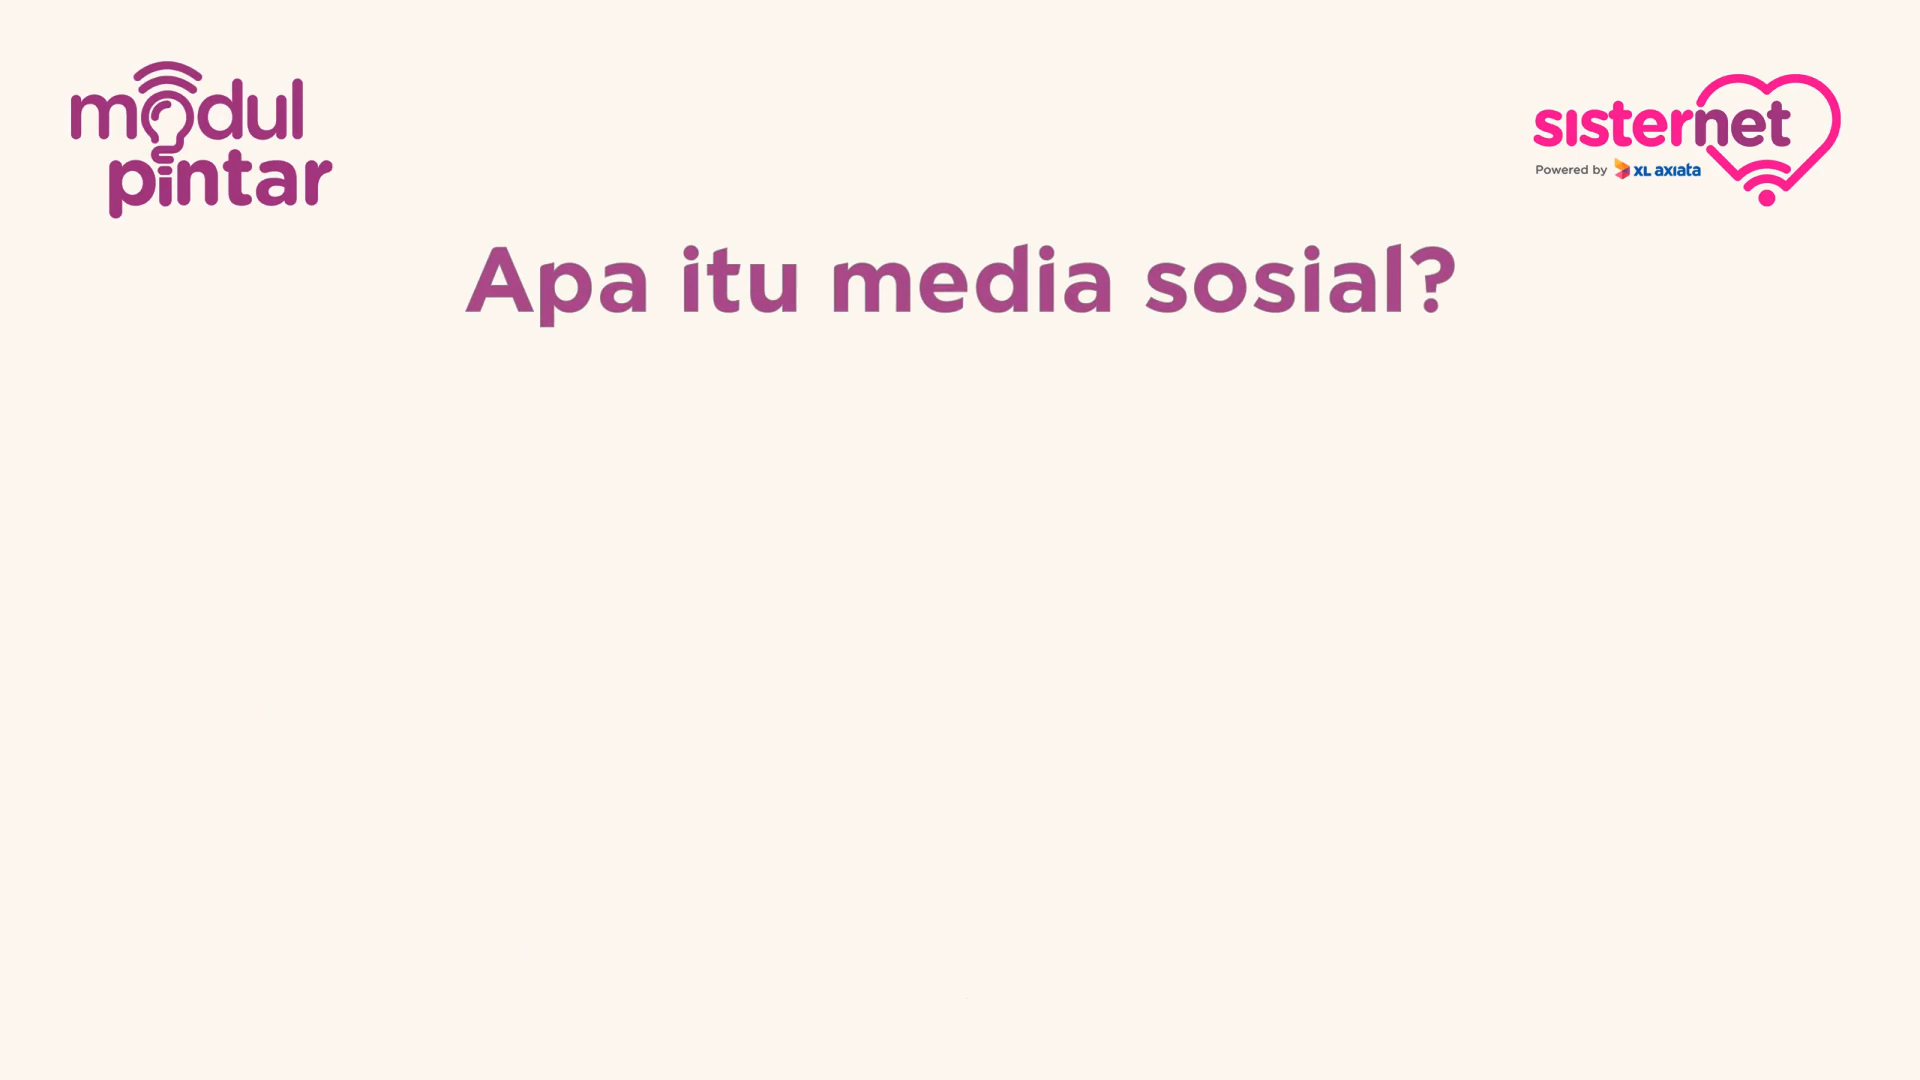 modul
pintar
sisternet
Powered by XL axiata
Apa itu media sosial?